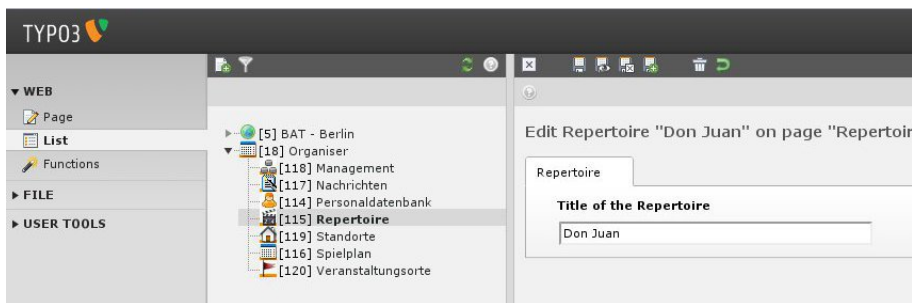 TYPO3
WEB
Page
List
Functions
FILE
USER TOOLS
[5] BAT - Berlin
[18] Organiser
[118] Management
[117] Nachrichten
[114] Personaldatenbank
[115] Repertoire
[119] Standorte
[116] Spielplan
[120] Veranstaltungsorte
Edit Repertoire "Don Juan" on page "Repertoir
Repertoire
Title of the Repertoire
Don Juan